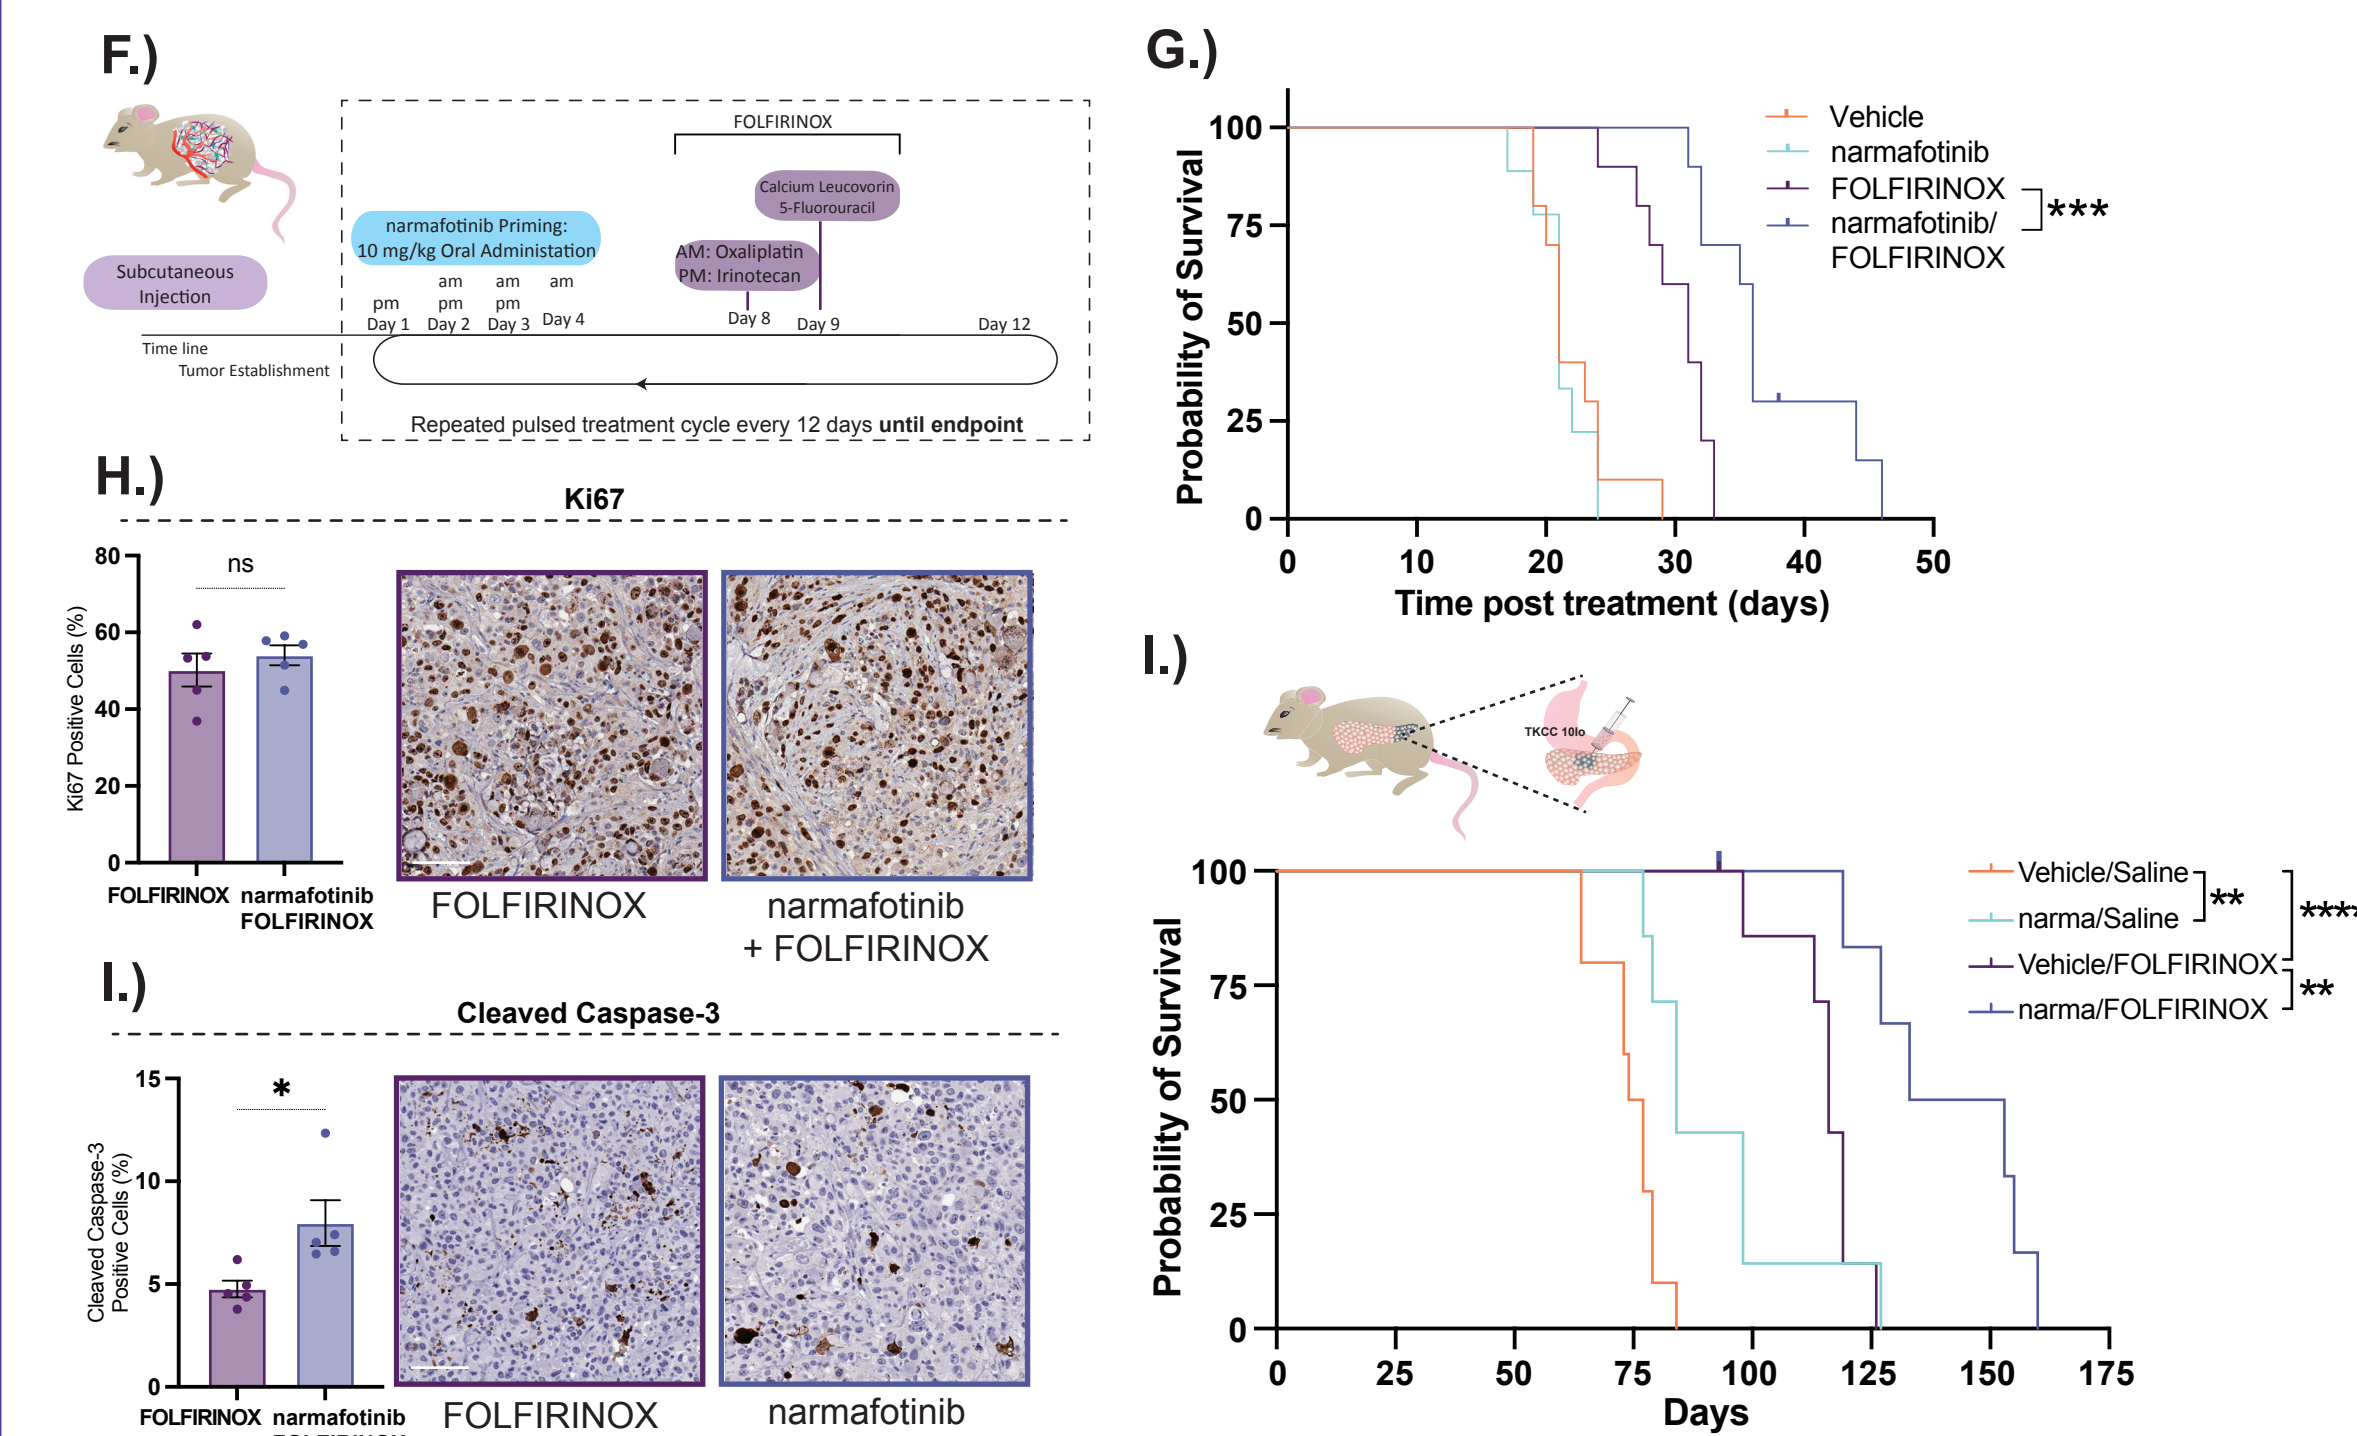 F.)
FOLFIRINOX
Calcium Leucovorin
5-Fluorouracil
narmafotinib Priming:
10 mg/kg Oral Administation
AM: Oxaliplatin
PM: Irinotecan
Subcutaneous
Injection
am am am
pm pm pm
Day 1 Day 2 Day 3 Day 4 Day 8 Day 9 Day 12
Time line
Tumor Establishment
Repeated pulsed treatment cycle every 12 days until endpoint
G.)
Probability of Survival
100
75
50
25
0
0 10 20 30 40 50
Time post treatment (days)
Vehicle
narmafotinib
FOLFIRINOX
narmafotinib/
FOLFIRINOX
***
H.)
Ki67
Ki67 Positive Cells (%)
80
60
40
20
0
ns
FOLFIRINOX narmafotinib
FOLFIRINOX
FOLFIRINOX
narmafotinib
+ FOLFIRINOX
I.)
Cleaved Caspase-3
Cleaved Caspase-3
Positive Cells (%)
15
10
5
0
*
FOLFIRINOX narmafotinib
FOLFIRINOX
narmafotinib
I.)
TKCC 10lo
Probability of Survival
100
75
50
25
0
0 25 50 75 100 125 150 175
Days
Vehicle/Saline
narma/Saline
Vehicle/FOLFIRINOX
narma/FOLFIRINOX
**
****
**